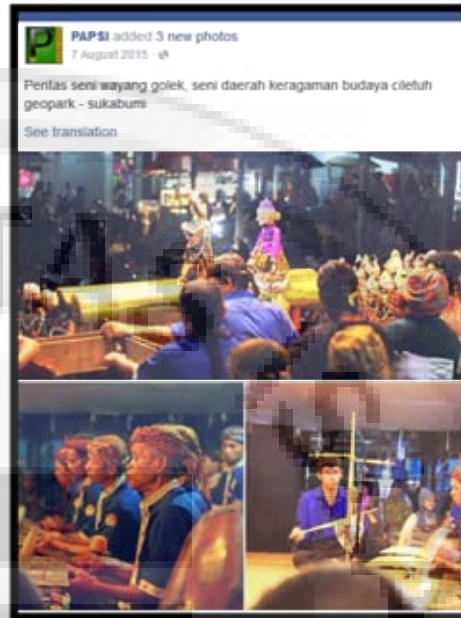 PAPSI added 3 new photos.
7 August 2015
Pentas seni wayang golek, seni daerah keragaman budaya ciletuh
geopark - sukabumi
See translation